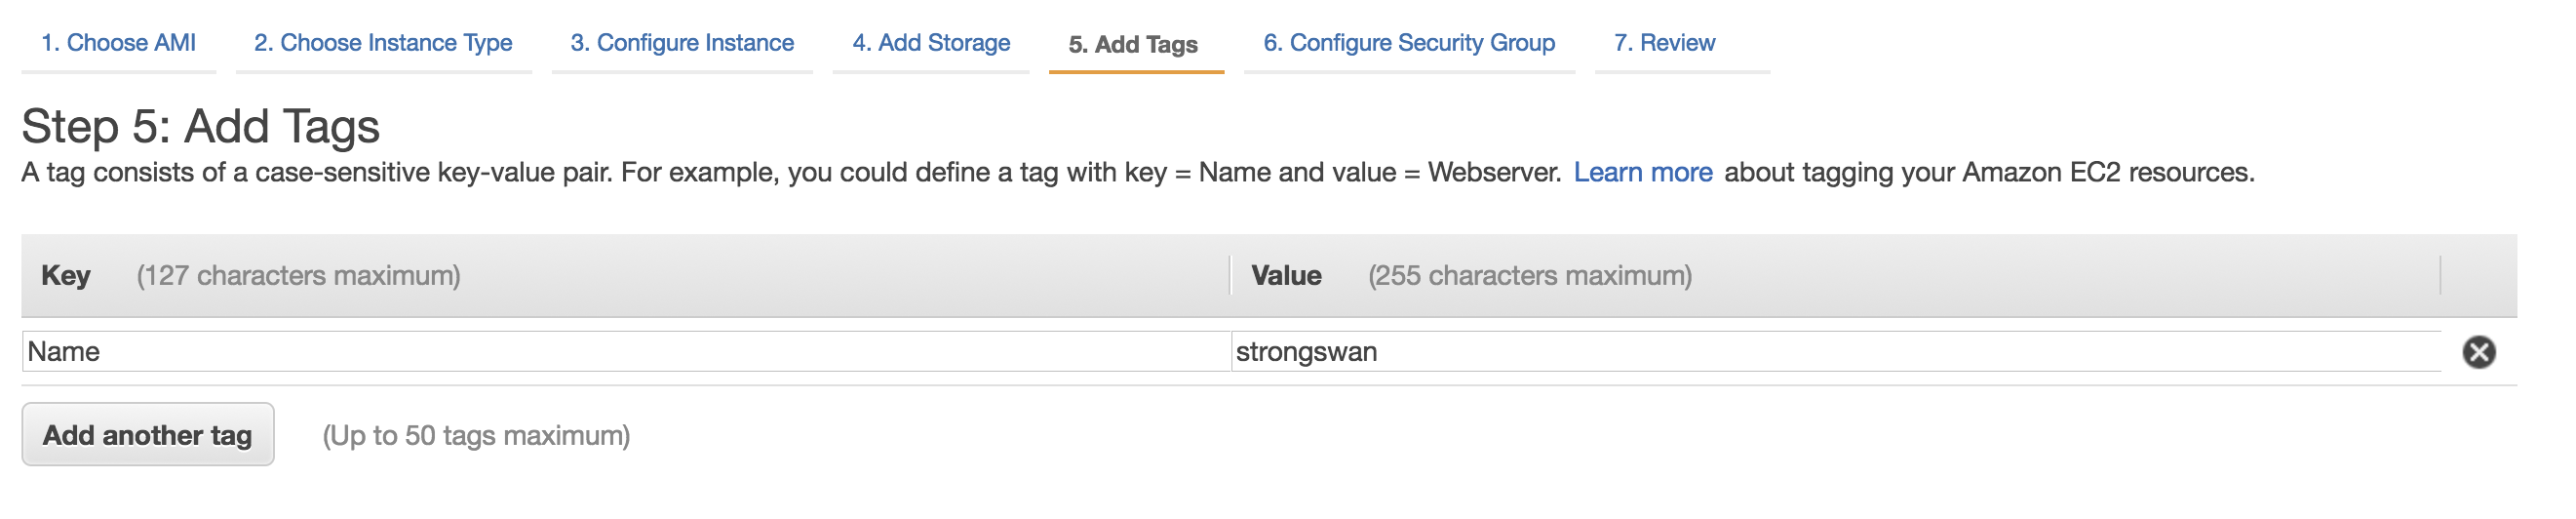 1. Choose AMI 2. Choose Instance Type 3. Configure Instance 4. Add Storage 5. Add Tags 6. Configure Security Group 7. Review
Step 5: Add Tags
A tag consists of a case-sensitive key-value pair. For example, you could define a tag with key = Name and value = Webserver. Learn more about tagging your Amazon EC2 resources.
Key (127 characters maximum) Value (255 characters maximum)
Name strongswan
Add another tag (Up to 50 tags maximum)